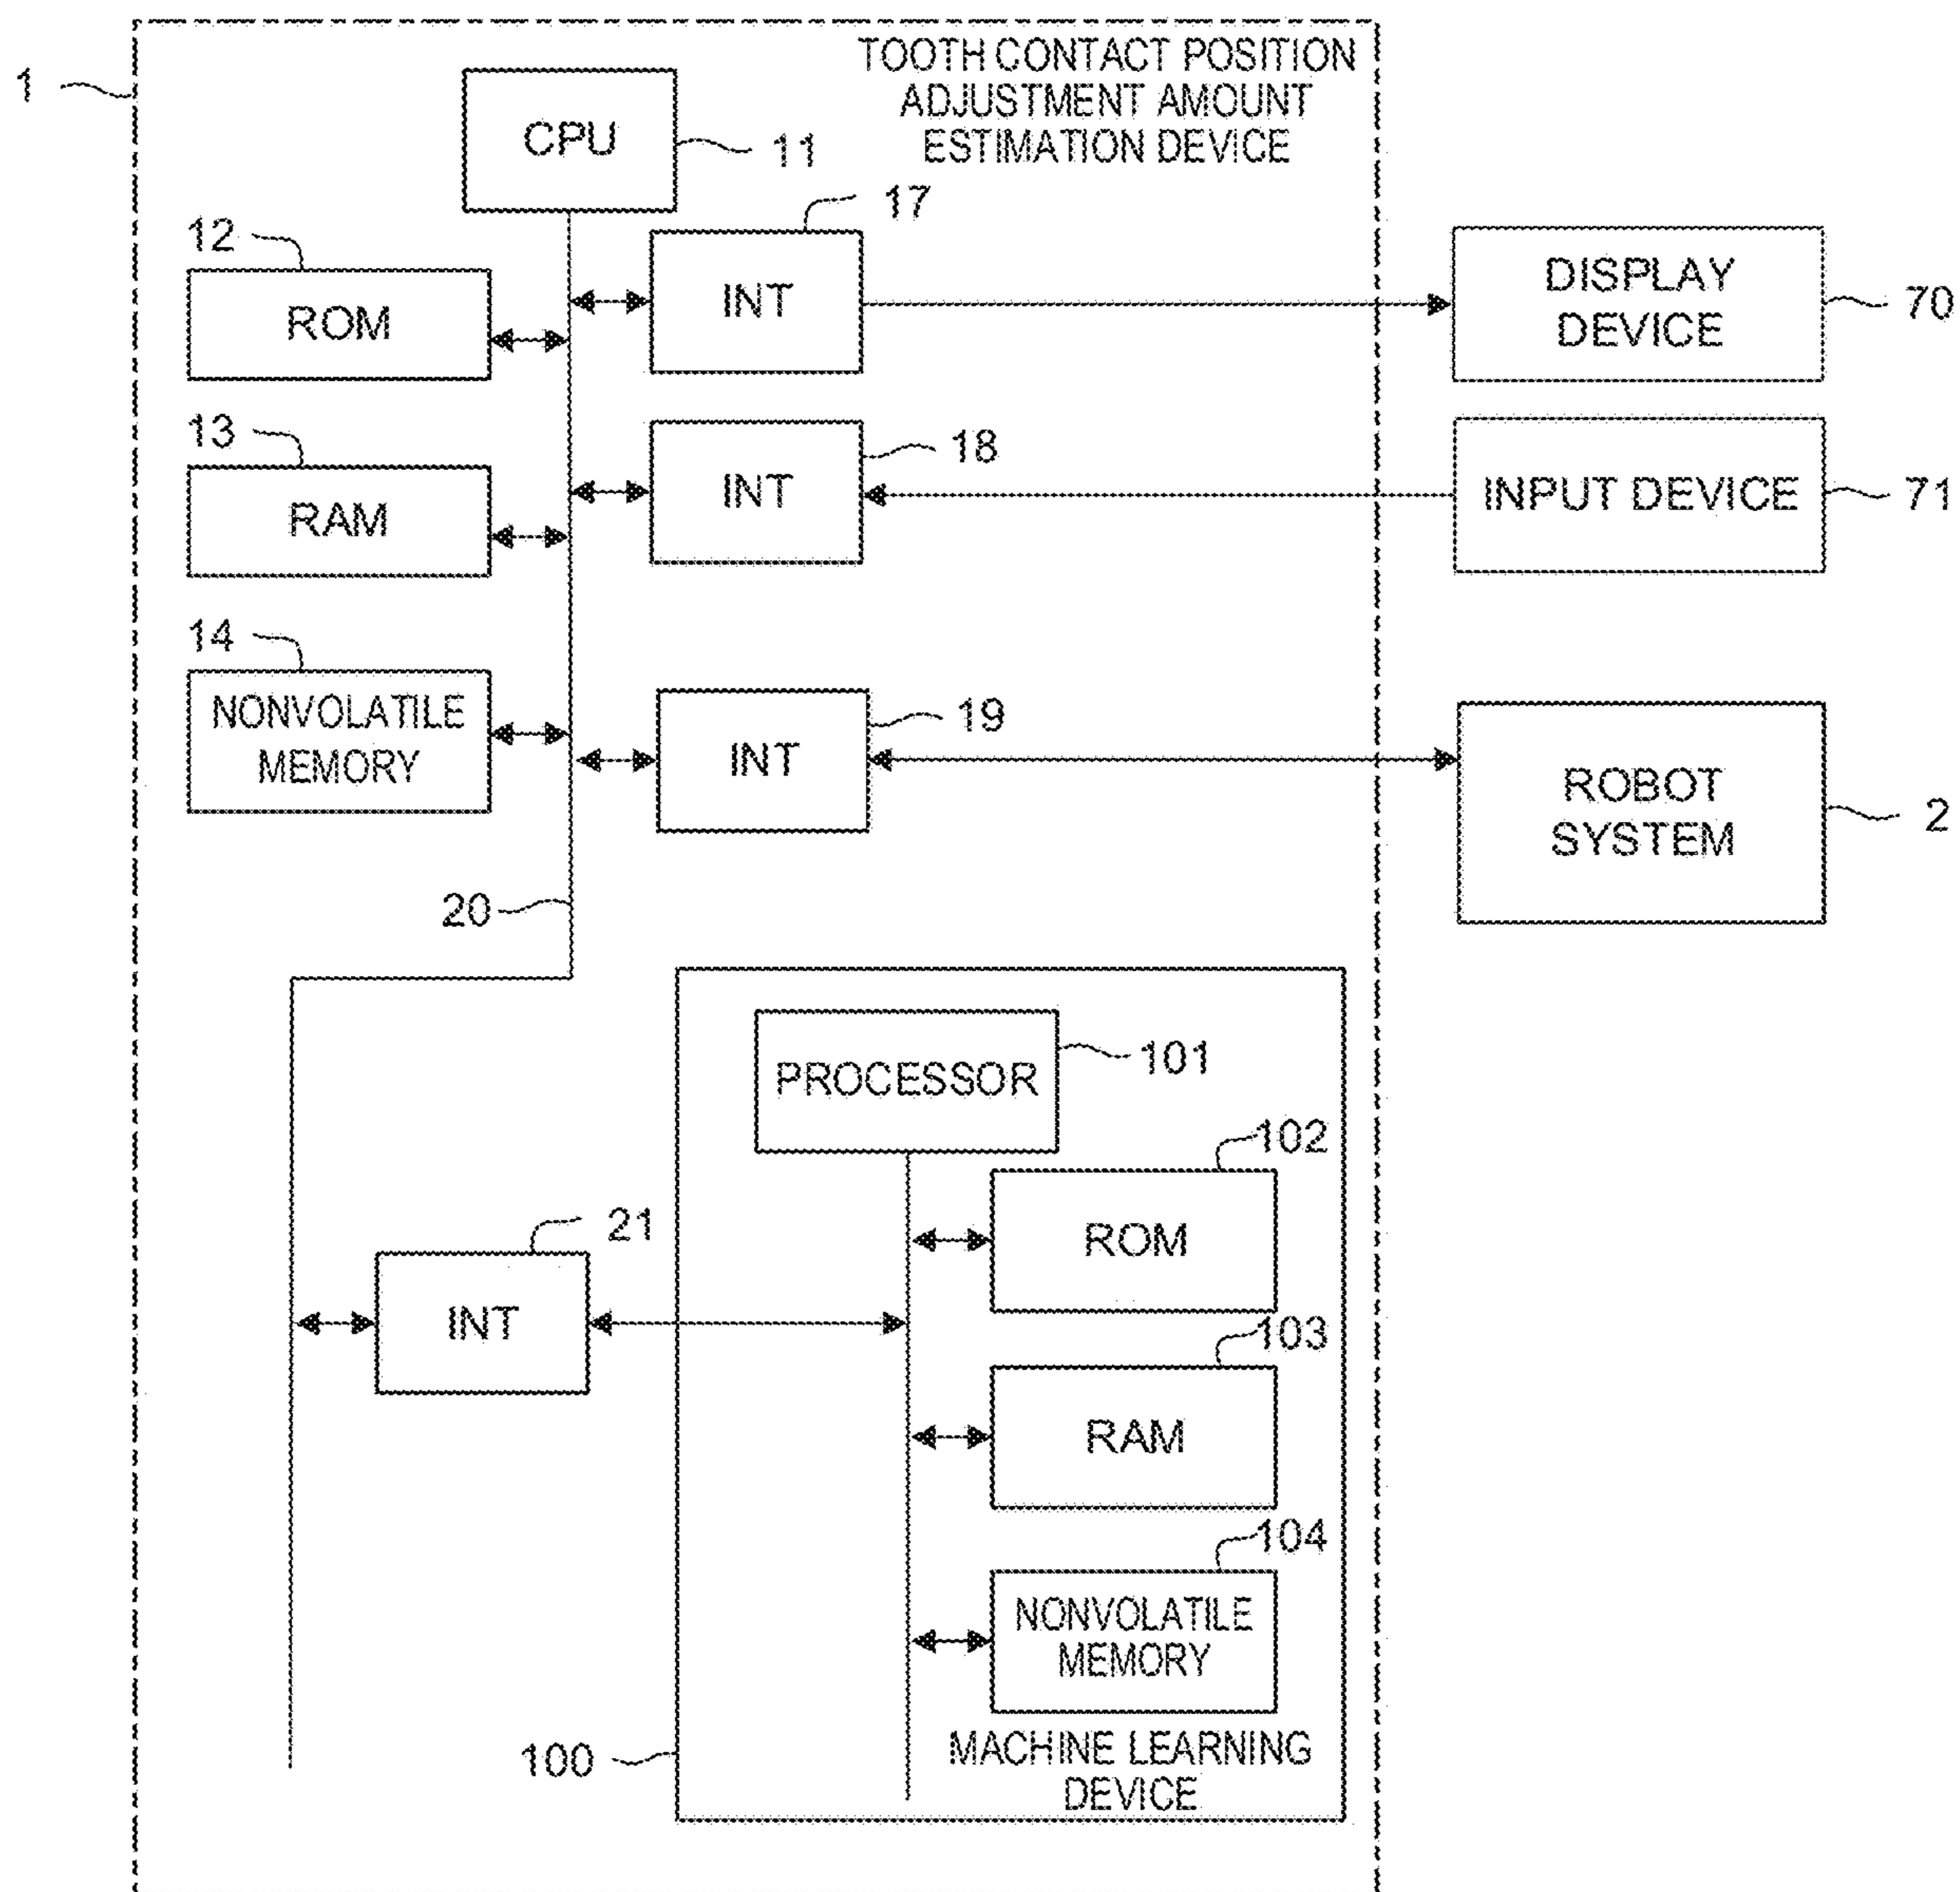 1
TOOTH CONTACT POSITION
ADJUSTMENT AMOUNT
ESTIMATION DEVICE
CPU
11
17
12
ROM
INT
DISPLAY
DEVICE
70
13
RAM
INT
18
INPUT DEVICE
71
14
NONVOLATILE
MEMORY
INT
19
ROBOT
SYSTEM
2
20
PROCESSOR
101
102
ROM
21
INT
103
RAM
104
NONVOLATILE
MEMORY
100
MACHINE LEARNING
DEVICE